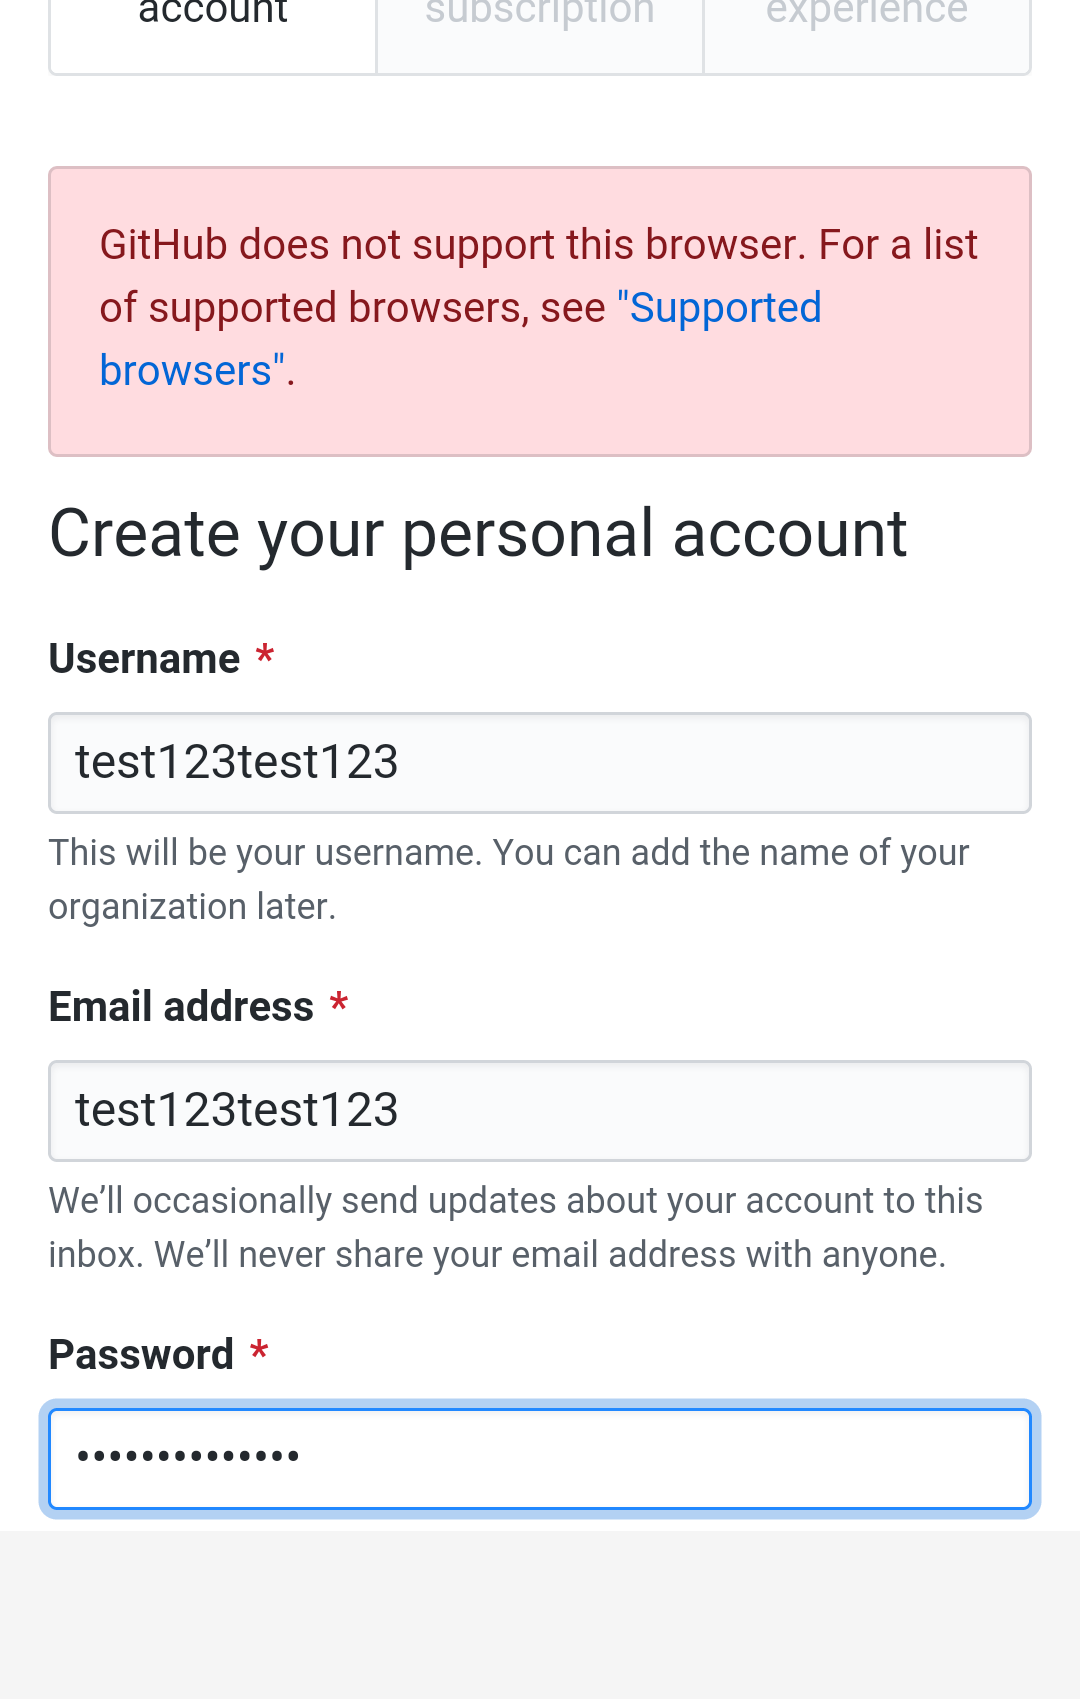 account subscription experience
GitHub does not support this browser. For a list
of supported browsers, see "Supported
browsers".
Create your personal account
Username *
test123test123
This will be your username. You can add the name of your
organization later.
Email address *
test123test123
We’ll occasionally send updates about your account to this
inbox. We’ll never share your email address with anyone.
Password *
••••••••••••••